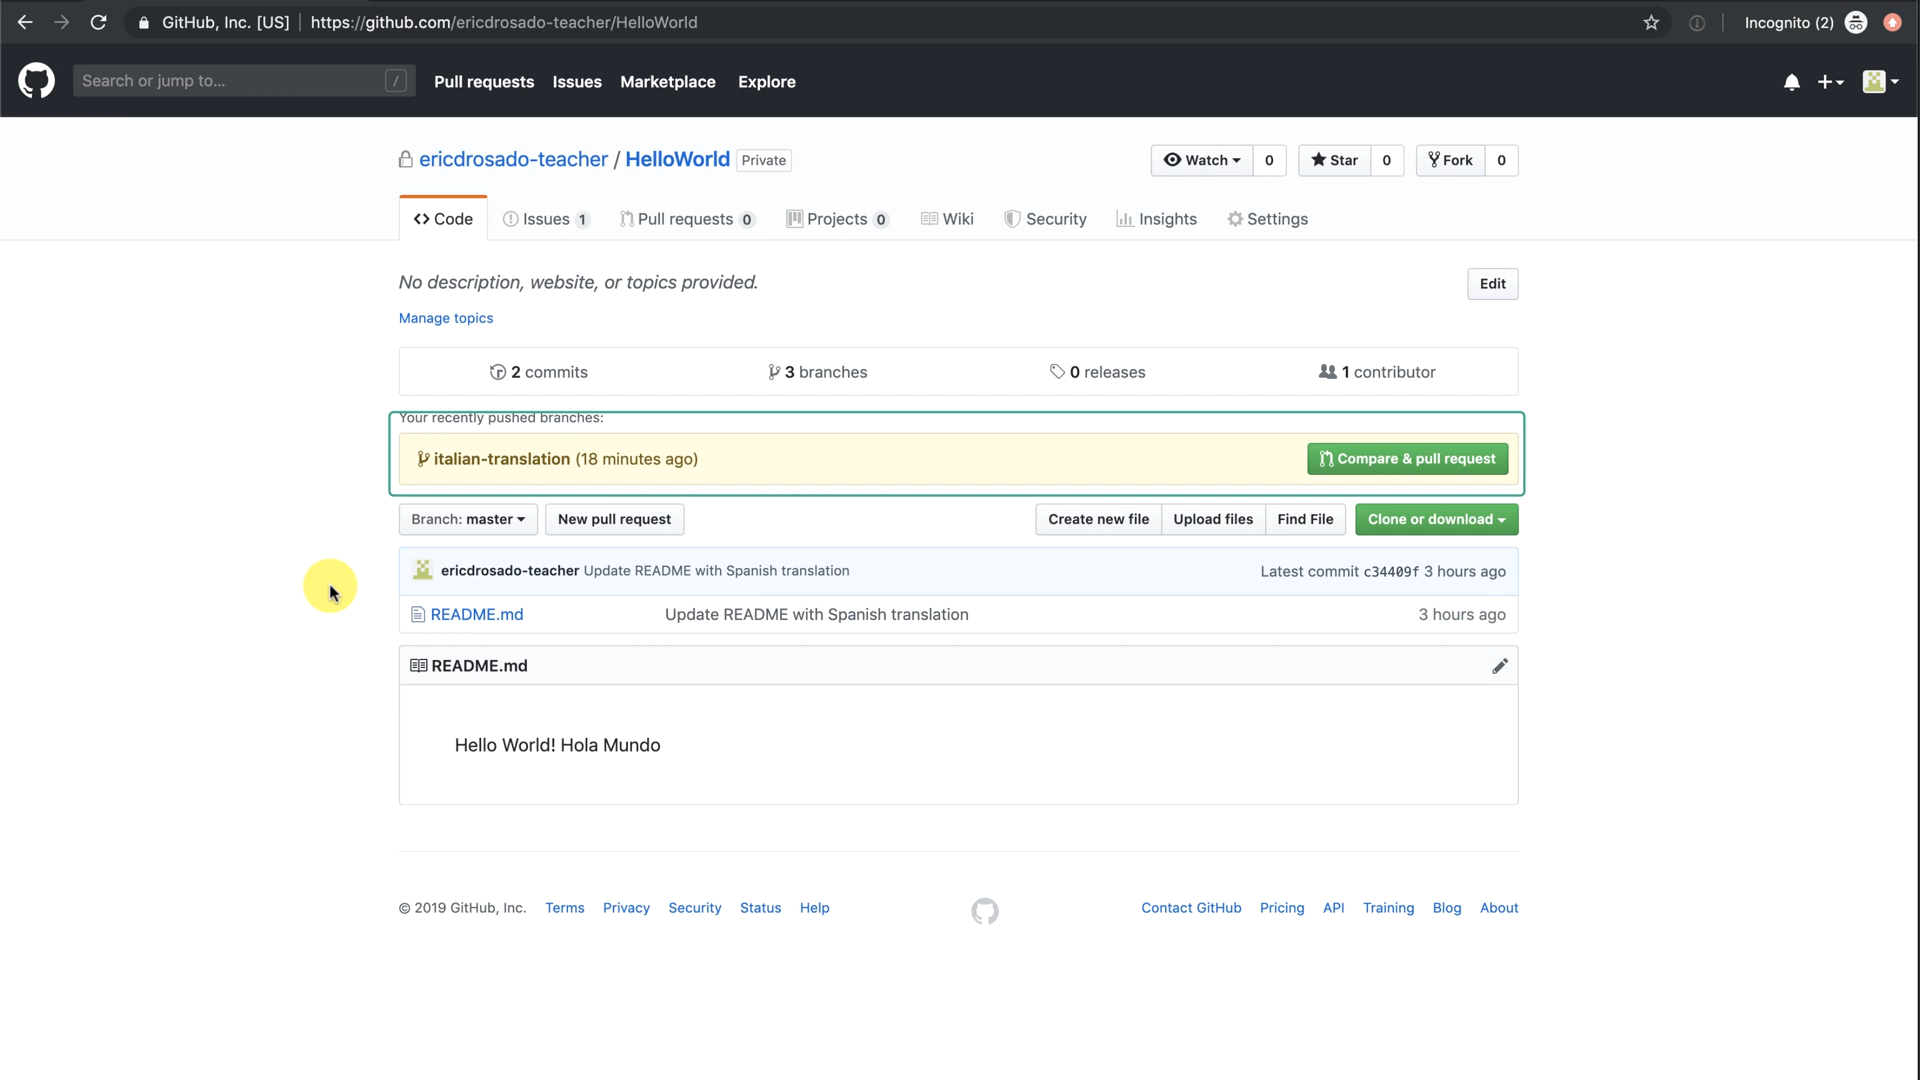 GitHub, Inc. [US] | https://github.com/ericdrosado-teacher/HelloWorld Incognito (2)
Search or jump to... / Pull requests Issues Marketplace Explore
ericdrosado-teacher / HelloWorld Private Watch 0 Star 0 Fork 0
Code Issues 1 Pull requests 0 Projects 0 Wiki Security Insights Settings
No description, website, or topics provided. Edit
Manage topics
2 commits 3 branches 0 releases 1 contributor
Your recently pushed branches:
italian-translation (18 minutes ago) Compare & pull request
Branch: master New pull request Create new file Upload files Find File Clone or download
ericdrosado-teacher Update README with Spanish translation Latest commit c34409f 3 hours ago
README.md Update README with Spanish translation 3 hours ago
README.md
Hello World! Hola Mundo
© 2019 GitHub, Inc. Terms Privacy Security Status Help Contact GitHub Pricing API Training Blog About